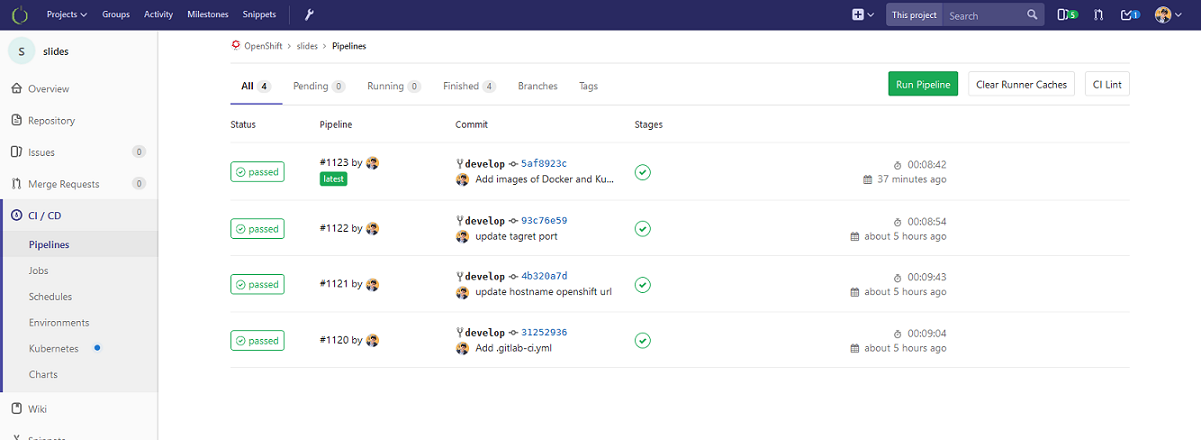 Projects Groups Activity Milestones Snippets This project Search 5 1
S slides
Overview
Repository
Issues 0
Merge Requests 0
CI / CD
Pipelines
Jobs
Schedules
Environments
Kubernetes
Charts
Wiki
Snippets
OpenShift > slides > Pipelines
All 4 Pending 0 Running 0 Finished 4 Branches Tags Run Pipeline Clear Runner Caches CI Lint
Status Pipeline Commit Stages
passed #1123 by latest develop 5af8923c 00:08:42
Add images of Docker and Ku... 37 minutes ago
passed #1122 by develop 93c76e59 00:08:54
update tagret port about 5 hours ago
passed #1121 by develop 4b320a7d 00:09:43
update hostname openshift url about 5 hours ago
passed #1120 by develop 31252936 00:09:04
Add .gitlab-ci.yml about 5 hours ago